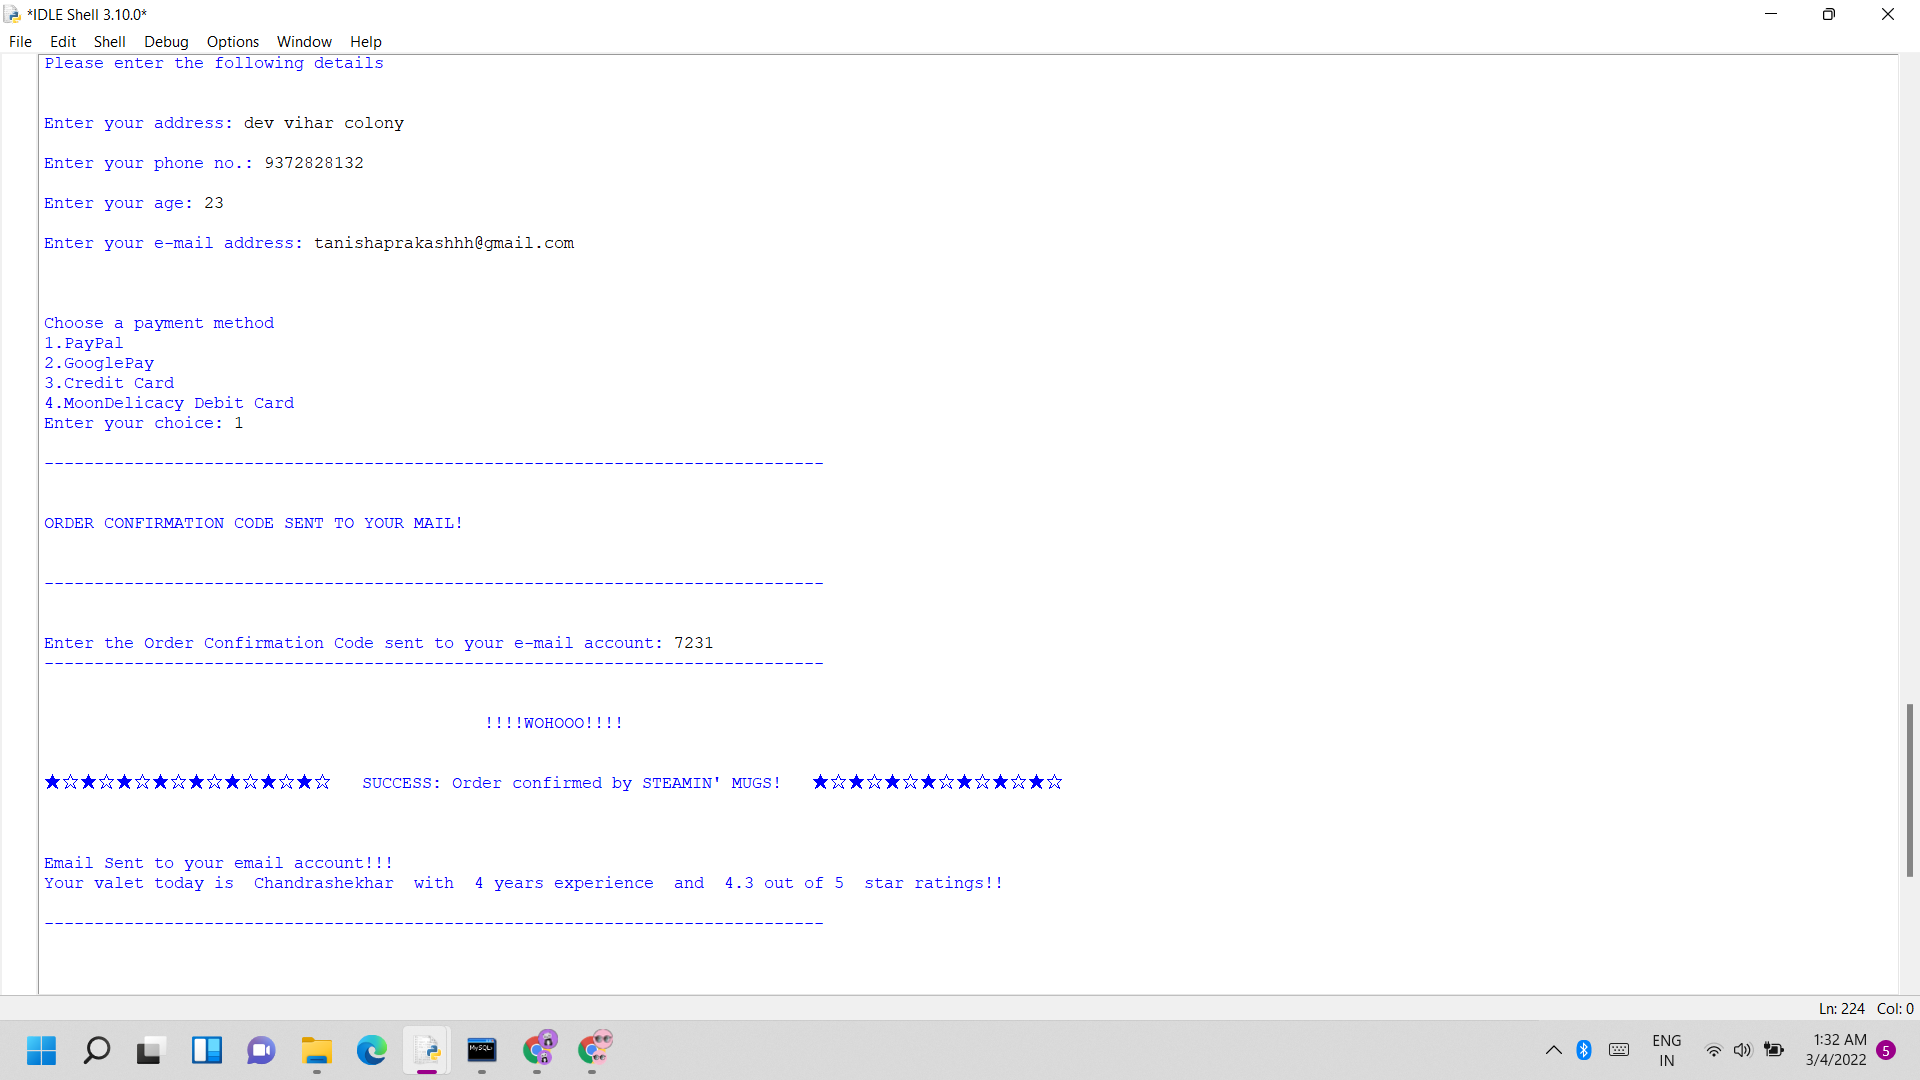 *IDLE Shell 3.10.0*
File Edit Shell Debug Options Window Help
Please enter the following details
Enter your address: dev vihar colony
Enter your phone no.: 9372828132
Enter your age: 23
Enter your e-mail address: tanishaprakashhh@gmail.com
Choose a payment method
1.PayPal
2.GooglePay
3.Credit Card
4.MoonDelicacy Debit Card
Enter your choice: 1
------------------------------------------------------------------------------
ORDER CONFIRMATION CODE SENT TO YOUR MAIL!
------------------------------------------------------------------------------
Enter the Order Confirmation Code sent to your e-mail account: 7231
------------------------------------------------------------------------------
!!!!WOHOOO!!!!
★☆★☆★☆★☆★☆★☆★☆★☆ SUCCESS: Order confirmed by STEAMIN' MUGS! ★☆★☆★☆★☆★☆★☆★☆
Email Sent to your email account!!!
Your valet today is  Chandrashekhar  with  4 years experience  and  4.3 out of 5  star ratings!!
------------------------------------------------------------------------------
Ln: 224 Col: 0
MySQL
ENG
IN
1:32 AM
3/4/2022
5